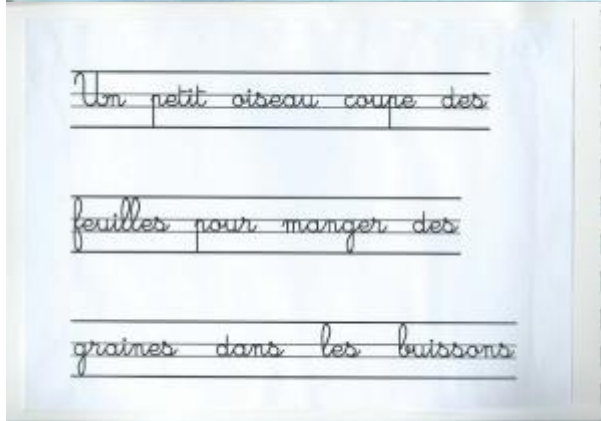 Un petit oiseau coupe des
feuilles pour manger des
graines dans les buissons